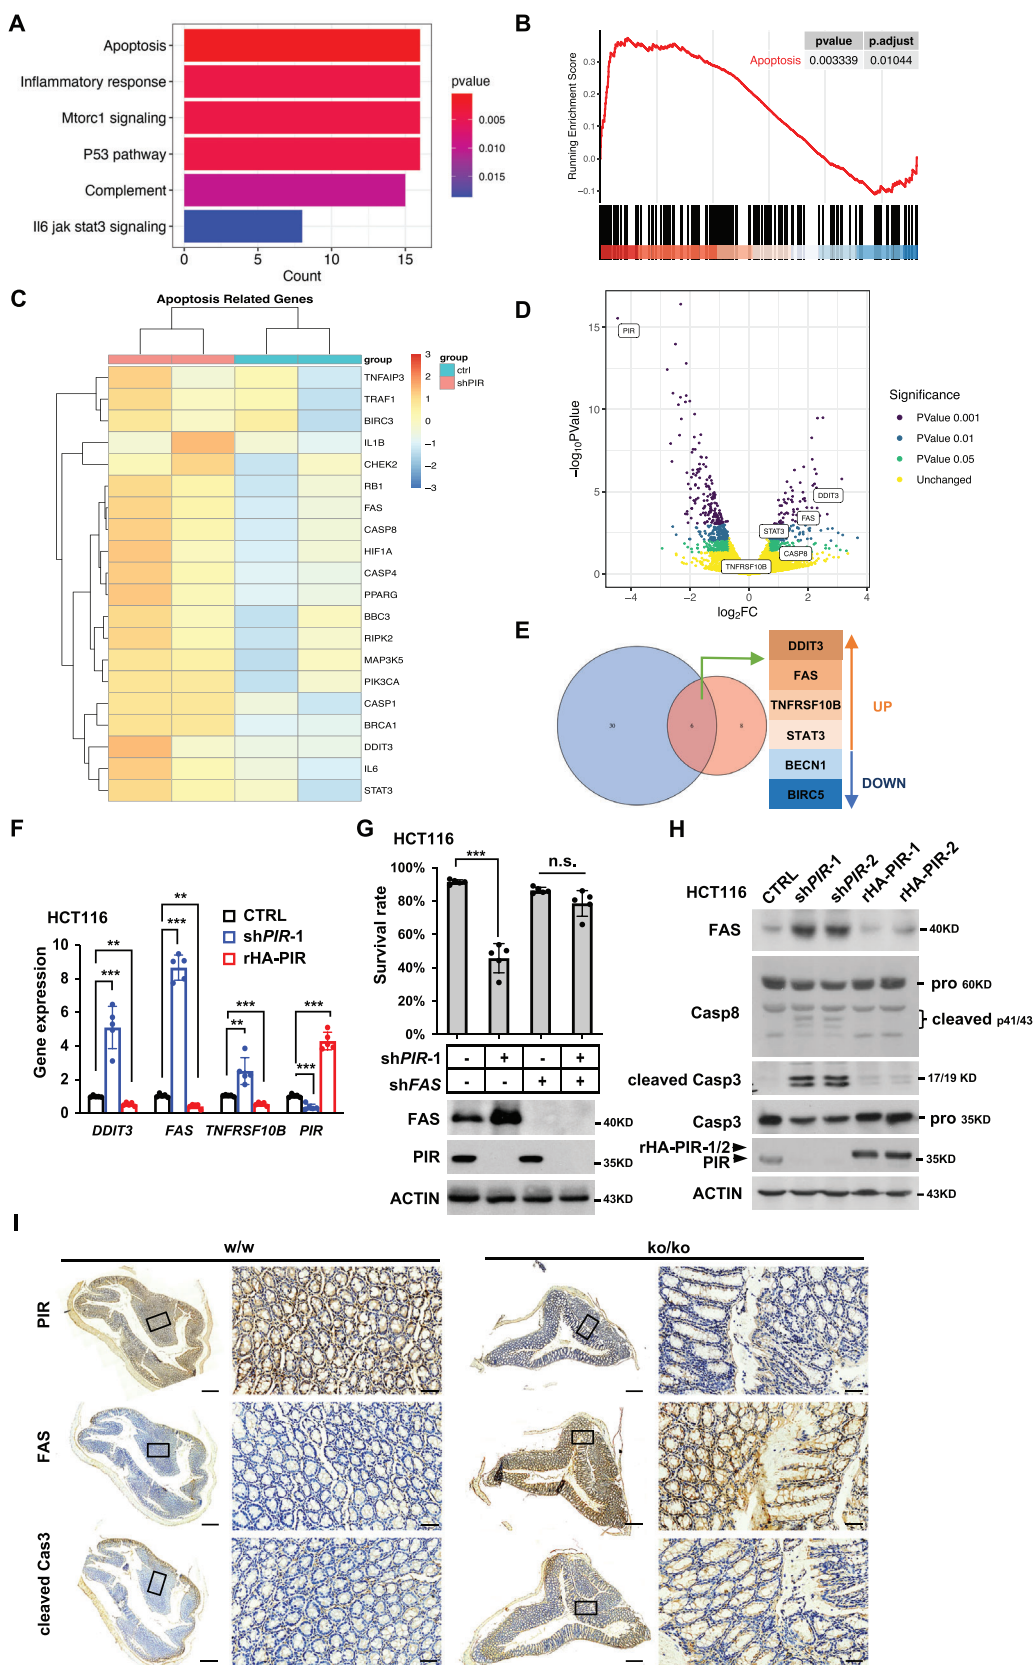 A
Apoptosis
Inflammatory response
Mtorc1 signaling
P53 pathway
Complement
Il6 jak stat3 signaling
0 5 10 15
Count
pvalue
0.005
0.010
0.015
B
pvalue p.adjust
Apoptosis 0.003339 0.01044
Running Enrichment Score
0.3
0.2
0.1
0.0
−0.1
C
Apoptosis Related Genes
group
TNFAIP3
TRAF1
BIRC3
IL1B
CHEK2
RB1
FAS
CASP8
HIF1A
CASP4
PPARG
BBC3
RIPK2
MAP3K5
PIK3CA
CASP1
BRCA1
DDIT3
IL6
STAT3
3
2
1
0
−1
−2
−3
group
ctrl
shPIR
D
−log10PValue
15
10
5
0
PIR
DDIT3
FAS
STAT3
CASP8
TNFRSF10B
−4 −2 0 2 4
log2FC
Significance
PValue 0.001
PValue 0.01
PValue 0.05
Unchanged
E
30 6 8
DDIT3
FAS
TNFRSF10B
STAT3
BECN1
BIRC5
UP
DOWN
F
HCT116
CTRL
shPIR-1
rHA-PIR
Gene expression
10
8
6
4
2
0
** *** ** *** *** ** *** ***
DDIT3 FAS TNFRSF10B PIR
G
HCT116
*** n.s.
Survival rate
100%
80%
60%
40%
20%
0%
shPIR-1 - + - +
shFAS - - + +
FAS 40KD
PIR 35KD
ACTIN 43KD
H
HCT116 CTRL shPIR-1 shPIR-2 rHA-PIR-1 rHA-PIR-2
FAS 40KD
Casp8 pro 60KD
cleaved p41/43
cleaved Casp3 17/19 KD
Casp3 pro 35KD
rHA-PIR-1/2
PIR 35KD
ACTIN 43KD
I
w/w ko/ko
PIR
FAS
cleaved Cas3